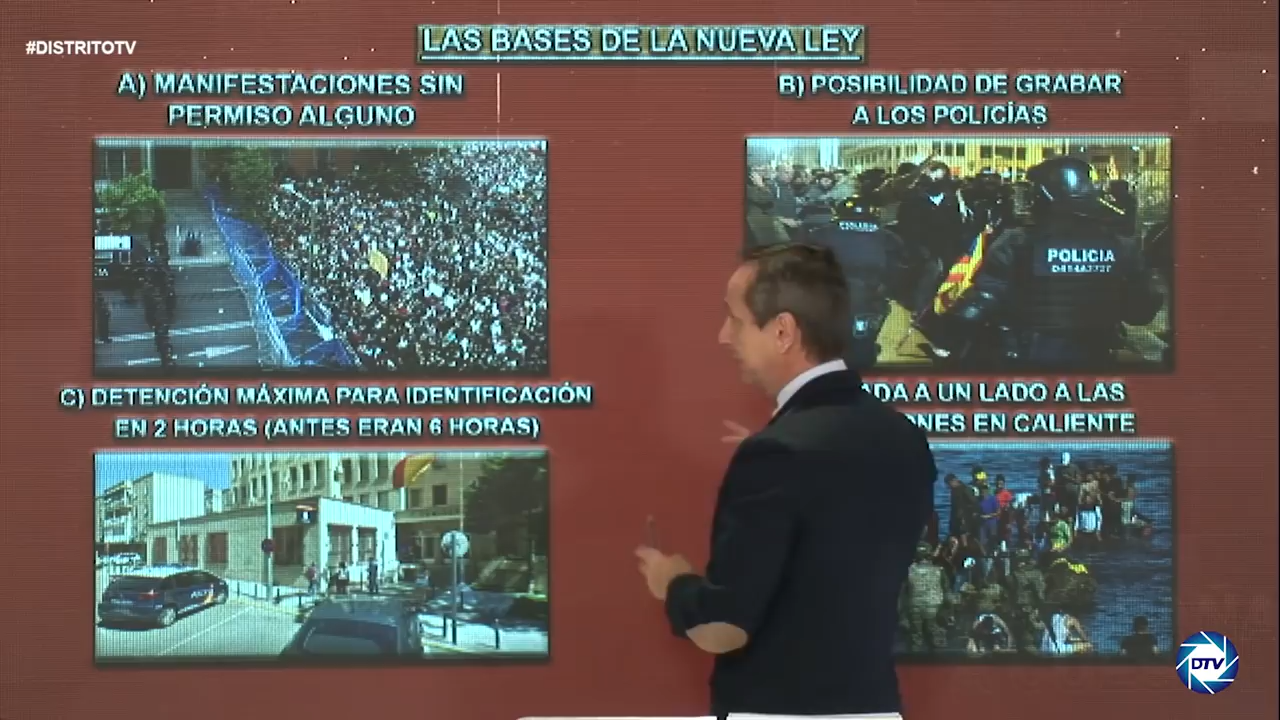 #DISTRITOTV
LAS BASES DE LA NUEVA LEY
A) MANIFESTACIONES SIN
PERMISO ALGUNO
B) POSIBILIDAD DE GRABAR
A LOS POLICÍAS
POLICIA
C) DETENCIÓN MÁXIMA PARA IDENTIFICACIÓN
EN 2 HORAS (ANTES ERAN 6 HORAS)
ADA A UN LADO A LAS
ONES EN CALIENTE
DTV